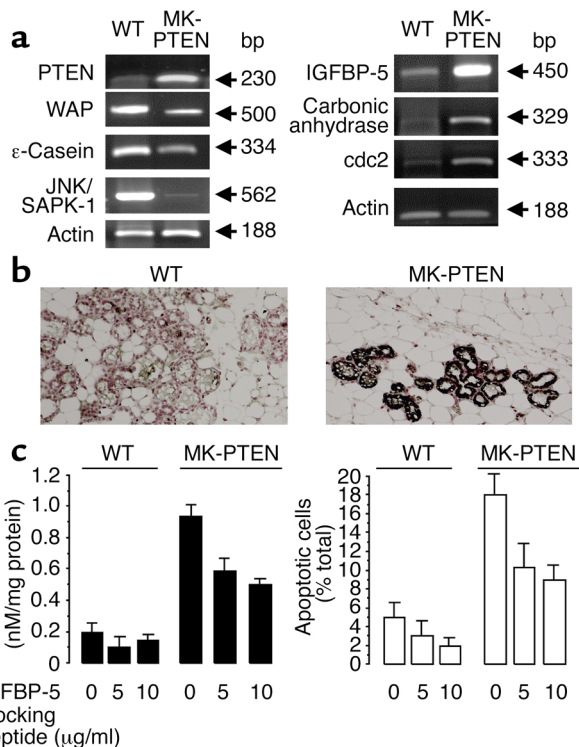 a
WT MK-PTEN bp
PTEN 230
WAP 500
ε-Casein 334
JNK/
SAPK-1 562
Actin 188
WT MK-PTEN bp
IGFBP-5 450
Carbonic
anhydrase 329
cdc2 333
Actin 188
b
WT MK-PTEN
c
WT MK-PTEN
(nM/mg protein)
1.2
1.0
0.8
0.6
0.4
0.2
0
0 5 10 0 5 10
GFBP-5
ocking
eptide (μg/ml)
WT MK-PTEN
Apoptotic cells
(% total)
20
18
16
14
12
10
8
6
4
2
0
0 5 10 0 5 10